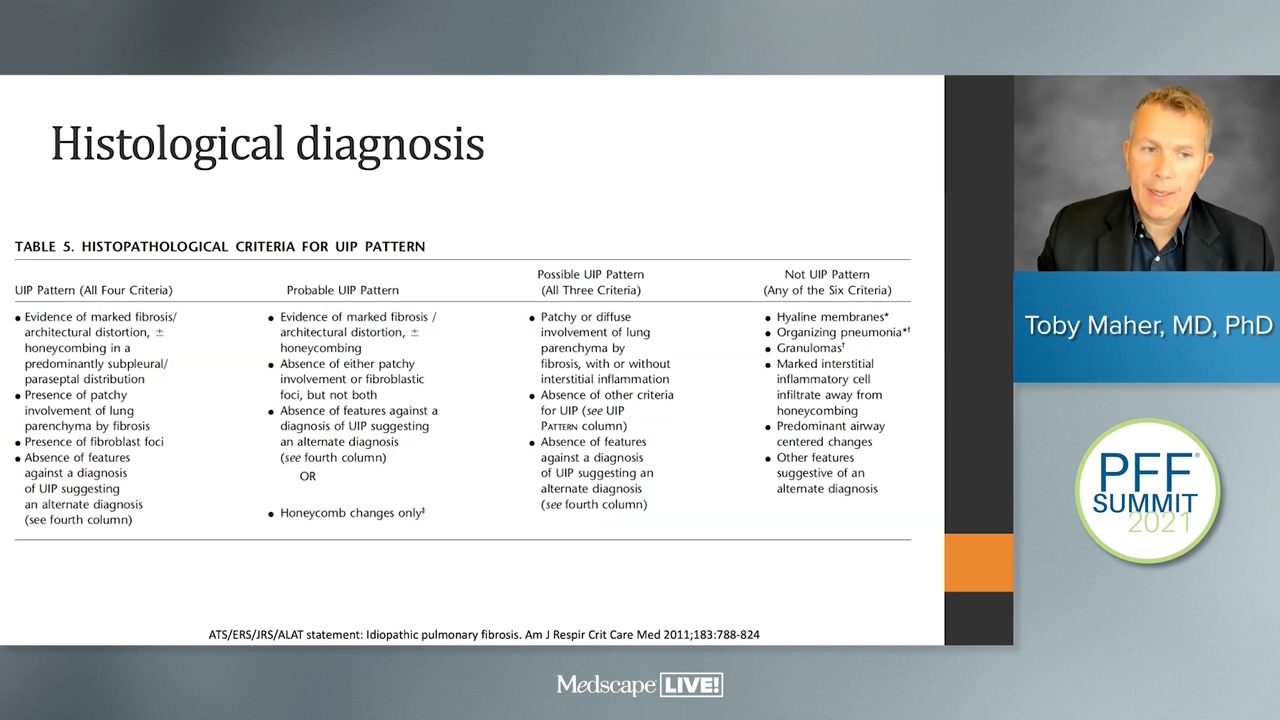 Histological diagnosis
TABLE 5. HISTOPATHOLOGICAL CRITERIA FOR UIP PATTERN
UIP Pattern (All Four Criteria)
• Evidence of marked fibrosis/
architectural distortion, ±
honeycombing in a
predominantly subpleural/
paraseptal distribution
• Presence of patchy
involvement of lung
parenchyma by fibrosis
• Presence of fibroblast foci
• Absence of features
against a diagnosis
of UIP suggesting
an alternate diagnosis
(see fourth column)
Probable UIP Pattern
• Evidence of marked fibrosis /
architectural distortion, ±
honeycombing
• Absence of either patchy
involvement or fibroblastic
foci, but not both
• Absence of features against a
diagnosis of UIP suggesting
an alternate diagnosis
(see fourth column)
OR
• Honeycomb changes only‡
Possible UIP Pattern
(All Three Criteria)
• Patchy or diffuse
involvement of lung
parenchyma by
fibrosis, with or without
interstitial inflammation
• Absence of other criteria
for UIP (see UIP
PATTERN column)
• Absence of features
against a diagnosis
of UIP suggesting an
alternate diagnosis
(see fourth column)
Not UIP Pattern
(Any of the Six Criteria)
• Hyaline membranes*
• Organizing pneumonia*†
• Granulomas†
• Marked interstitial
inflammatory cell
infiltrate away from
honeycombing
• Predominant airway
centered changes
• Other features
suggestive of an
alternate diagnosis
ATS/ERS/JRS/ALAT statement: Idiopathic pulmonary fibrosis. Am J Respir Crit Care Med 2011;183:788-824
Toby Maher, MD, PhD
PFF®
SUMMIT
2021
Medscape LIVE!